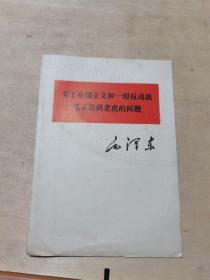 关于帝国主义和一切反动派
是不是真老虎的问题
毛泽东